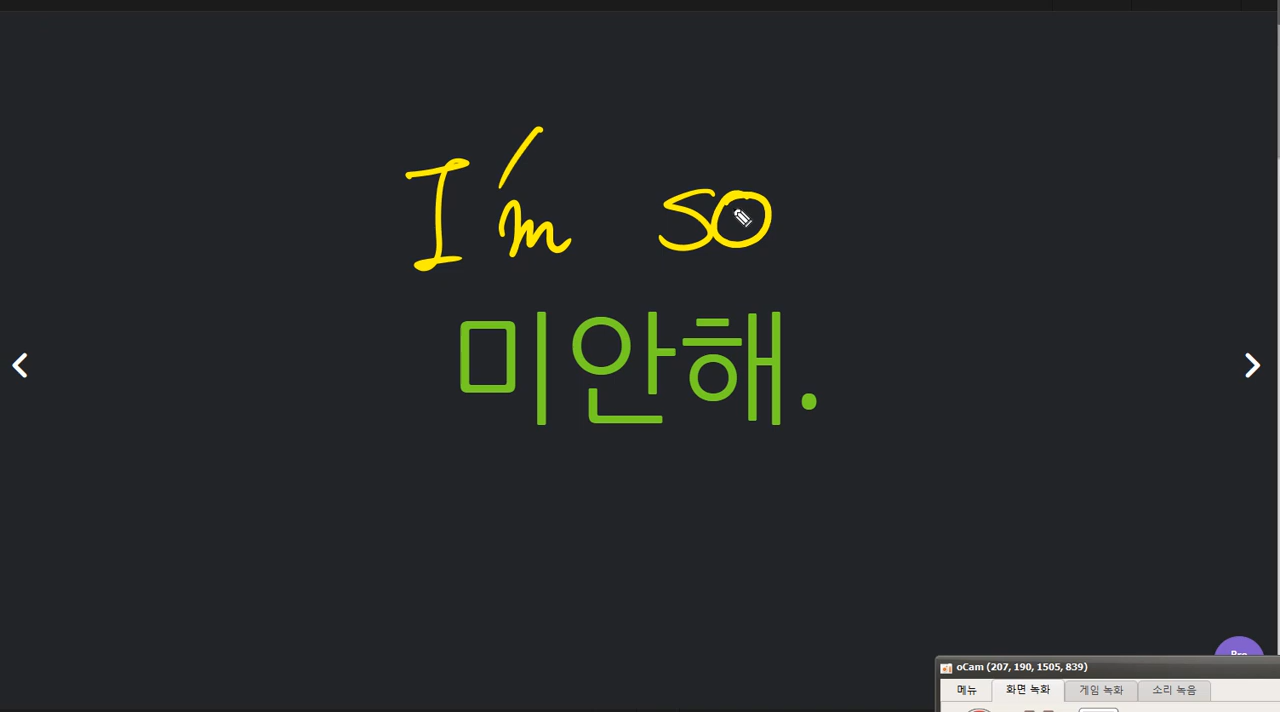 I'm so
미안해.
oCam (207, 190, 1505, 839)
메뉴 화면 녹화 게임 녹화 소리 녹음